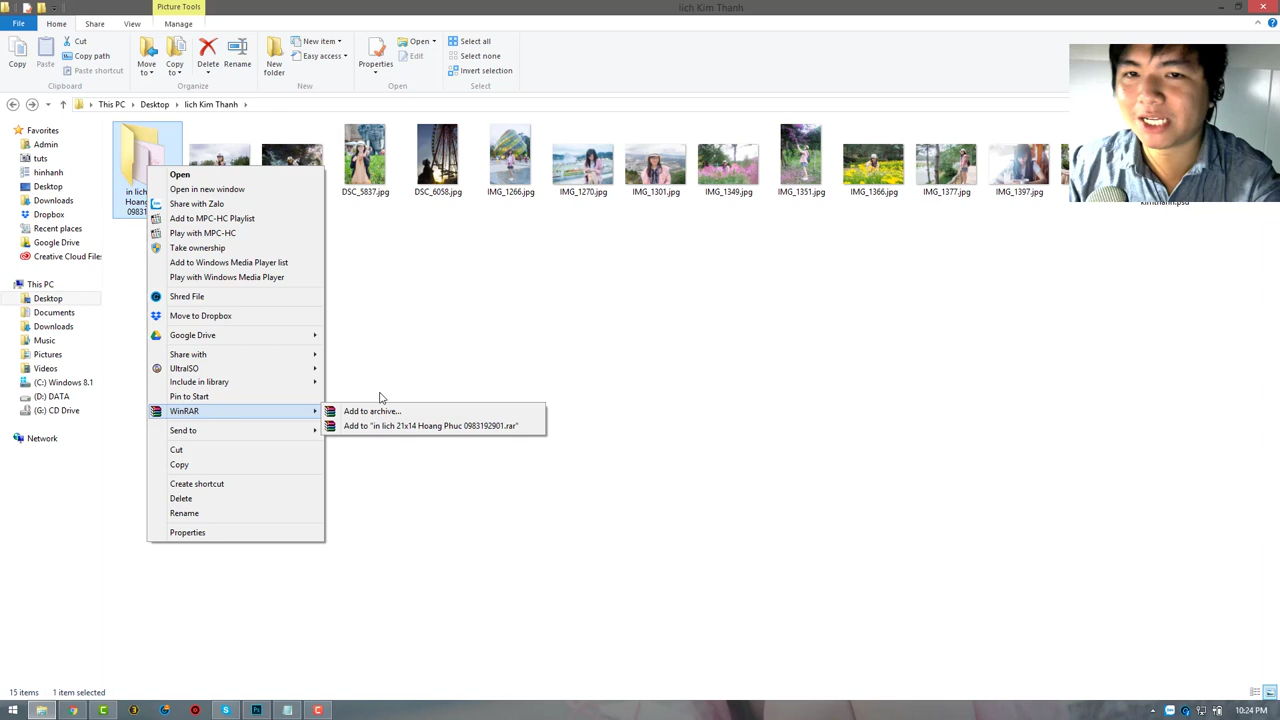 Picture Tools
lich Kim Thanh
File
Home
Share
View
Manage
Copy
Paste
Cut
Copy path
Paste shortcut
Clipboard
Move to
Copy to
Delete
Rename
Organize
New folder
New item
Easy access
New
Properties
Open
Edit
Open
Select all
Select none
Invert selection
Select
This PC
Desktop
lich Kim Thanh
Favorites
Admin
tuts
hinhanh
Desktop
Downloads
Dropbox
Recent places
Google Drive
Creative Cloud Files
This PC
Desktop
Documents
Downloads
Music
Pictures
Videos
(C:) Windows 8.1
(D:) DATA
(G:) CD Drive
Network
in lich
Hoang
09831
DSC_5837.jpg
DSC_6058.jpg
IMG_1266.jpg
IMG_1270.jpg
IMG_1301.jpg
IMG_1349.jpg
IMG_1351.jpg
IMG_1366.jpg
IMG_1377.jpg
IMG_1397.jpg
Open
Open in new window
Share with Zalo
Add to MPC-HC Playlist
Play with MPC-HC
Take ownership
Add to Windows Media Player list
Play with Windows Media Player
Shred File
Move to Dropbox
Google Drive
Share with
UltraISO
Include in library
Pin to Start
WinRAR
Send to
Cut
Copy
Create shortcut
Delete
Rename
Properties
Add to archive...
Add to "in lich 21x14 Hoang Phuc 0983192901.rar"
15 items
1 item selected
10:24 PM